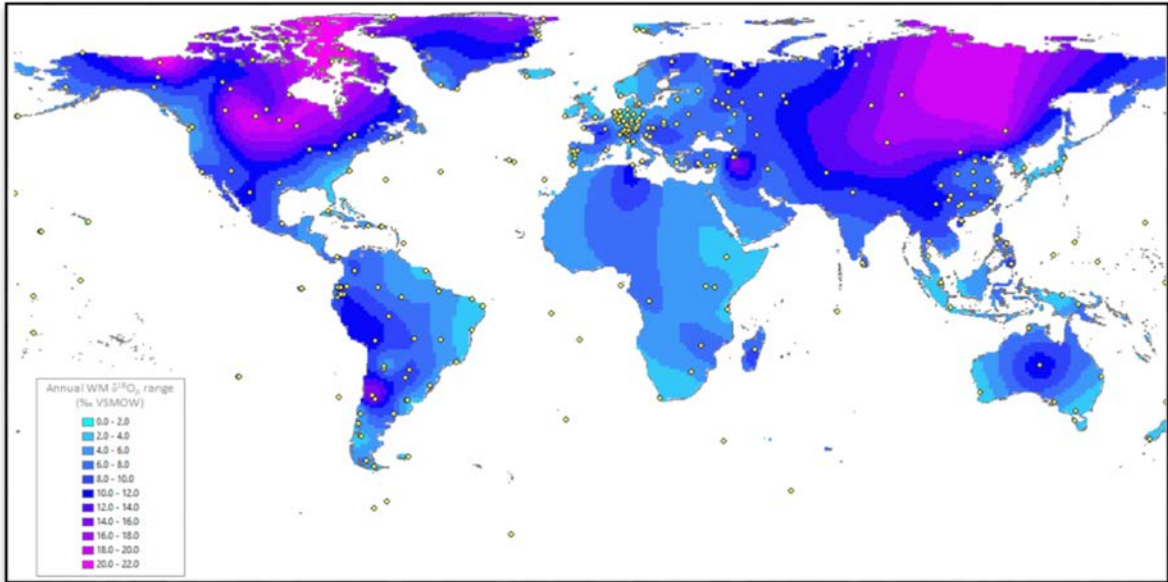 Annual WM δ¹⁸Oₚ range
(‰ VSMOW)
0.0 - 2.0
2.0 - 4.0
4.0 - 6.0
6.0 - 8.0
8.0 - 10.0
10.0 - 12.0
12.0 - 14.0
14.0 - 16.0
16.0 - 18.0
18.0 - 20.0
20.0 - 22.0